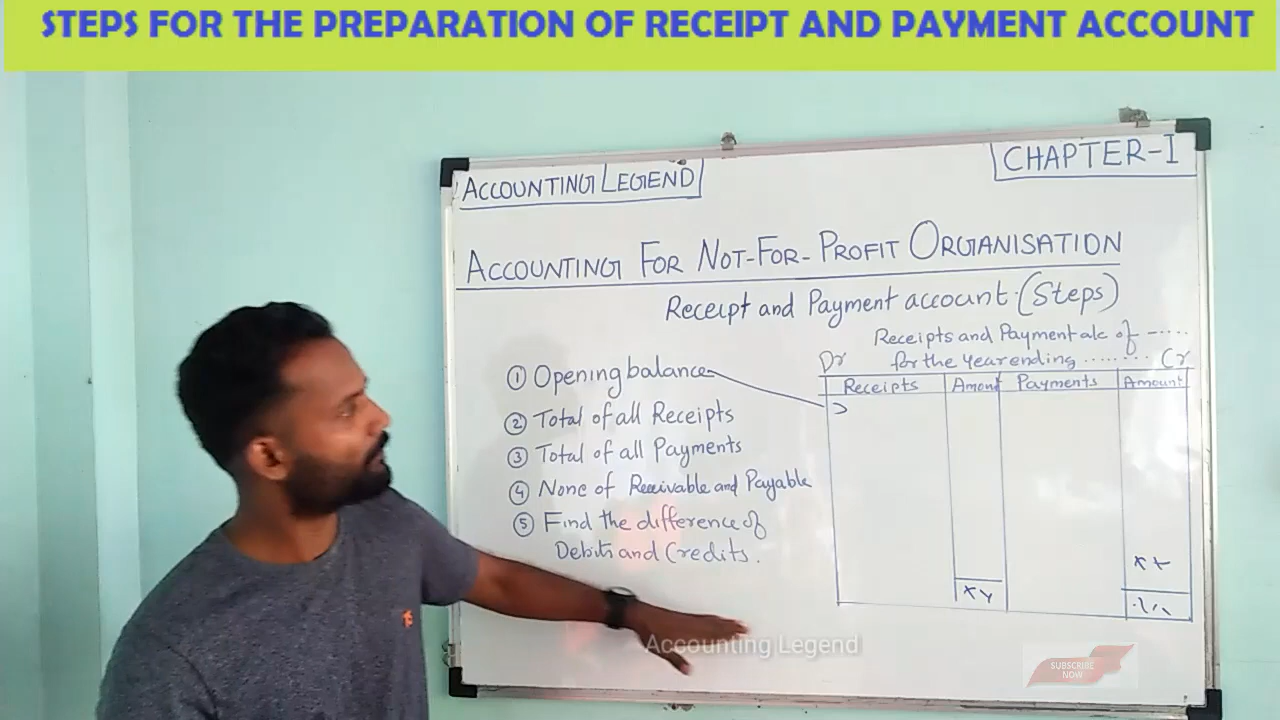 STEPS FOR THE PREPARATION OF RECEIPT AND PAYMENT ACCOUNT
ACCOUNTING LEGEND
CHAPTER-I
ACCOUNTING FOR NOT-FOR-PROFIT ORGANISATION
Receipt and Payment account. (Steps)
Receipts and Payment a/c of -....
Dr for the Year ending ........ Cr
Receipts Amount Payments Amount
① Opening balance
② Total of all Receipts
③ Total of all Payments
④ None of Receivable and Payable
⑤ Find the difference of
Debits and Credits.
Accounting Legend
SUBSCRIBE
NOW